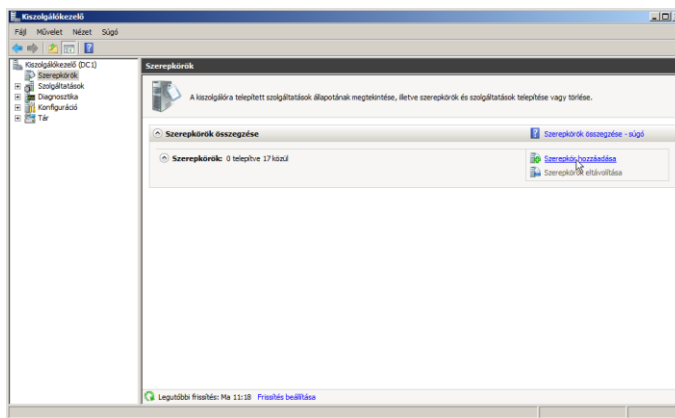 Kiszolgálókezelő
Fájl Művelet Nézet Súgó
Kiszolgálókezelő (DC1)
Szerepkörök
Szolgáltatások
Diagnosztika
Konfiguráció
Tár
Szerepkörök
A kiszolgálóra telepített szolgáltatások állapotának megtekintése, illetve szerepkörök és szolgáltatások telepítése vagy törlése.
Szerepkörök összegzése
Szerepkörök összegzése - súgó
Szerepkörök: 0 telepítve 17 közül
Szerepkör hozzáadása
Szerepkörök eltávolítása
Legutóbbi frissítés: Ma 11:18 Frissítés beállítása